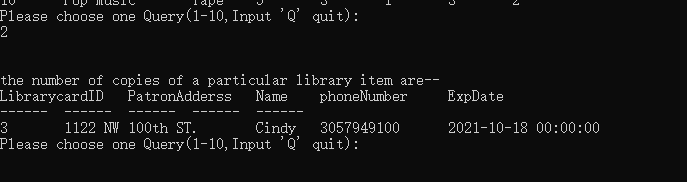 10 Pop music Tape 5 3 1 3 2
Please choose one Query(1-10,Input 'Q' quit):
2
the number of copies of a particular library item are--
LibrarycardID PatronAdderss Name phoneNumber ExpDate
------ ------ ------ ------ ------
3 1122 NW 100th ST. Cindy 3057949100 2021-10-18 00:00:00
Please choose one Query(1-10,Input 'Q' quit):